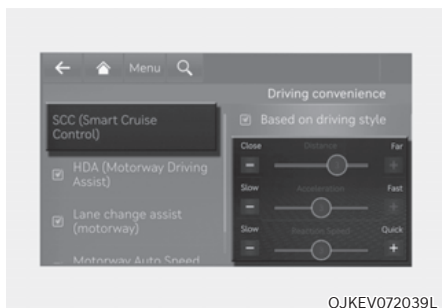 Menu
Driving convenience
SCC (Smart Cruise
Control)
HDA (Motorway Driving
Assist)
Lane change assist
(motorway)
Motorway Auto Speed
Based on driving style
Close Distance Far
Slow Acceleration Fast
Slow Reaction Speed Quick
OJKEV072039L